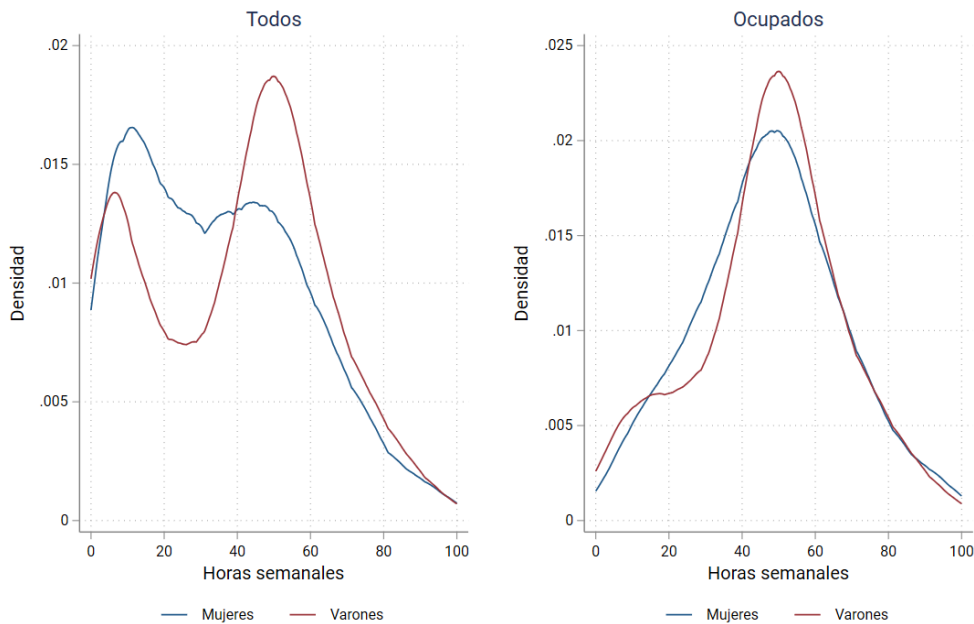 Todos
Densidad
.02
.015
.01
.005
0
0 20 40 60 80 100
Horas semanales
Mujeres Varones
Ocupados
Densidad
.025
.02
.015
.01
.005
0
0 20 40 60 80 100
Horas semanales
Mujeres Varones